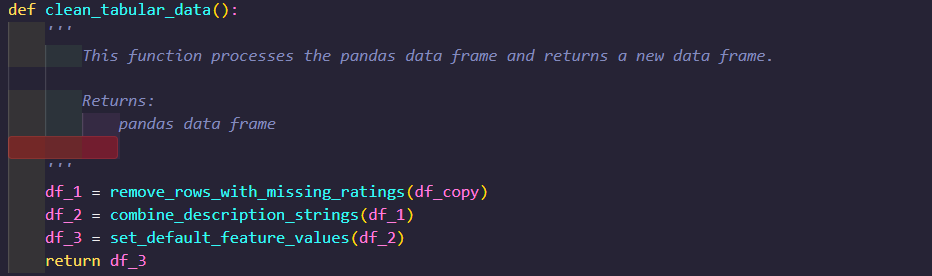 def clean_tabular_data():
'''
This function processes the pandas data frame and returns a new data frame.
Returns:
pandas data frame
'''
df_1 = remove_rows_with_missing_ratings(df_copy)
df_2 = combine_description_strings(df_1)
df_3 = set_default_feature_values(df_2)
return df_3